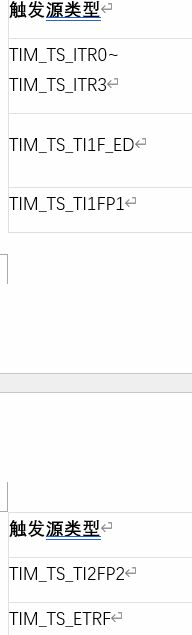 触发源类型
TIM_TS_ITR0~
TIM_TS_ITR3
TIM_TS_TI1F_ED
TIM_TS_TI1FP1
触发源类型
TIM_TS_TI2FP2
TIM_TS_ETRF